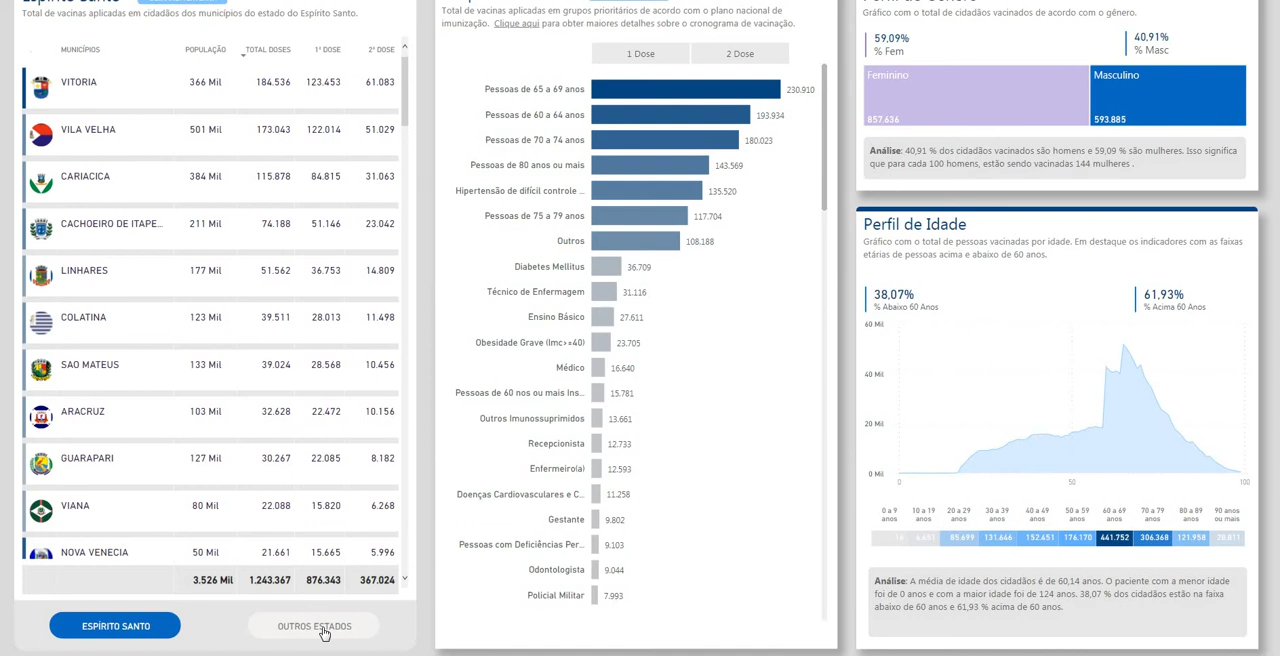 Espírito Santo
Total de vacinas aplicadas em cidadãos dos municípios do estado do Espírito Santo.
MUNICÍPIOS POPULAÇÃO TOTAL DOSES 1ª DOSE 2ª DOSE
VITORIA 366 Mil 184.536 123.453 61.083
VILA VELHA 501 Mil 173.043 122.014 51.029
CARIACICA 384 Mil 115.878 84.815 31.063
CACHOEIRO DE ITAPE... 211 Mil 74.188 51.146 23.042
LINHARES 177 Mil 51.562 36.753 14.809
COLATINA 123 Mil 39.511 28.013 11.498
SAO MATEUS 133 Mil 39.024 28.568 10.456
ARACRUZ 103 Mil 32.628 22.472 10.156
GUARAPARI 127 Mil 30.267 22.085 8.182
VIANA 80 Mil 22.088 15.820 6.268
NOVA VENECIA 50 Mil 21.661 15.665 5.996
3.526 Mil 1.243.367 876.343 367.024
ESPÍRITO SANTO OUTROS ESTADOS
Total de vacinas aplicadas em grupos prioritários de acordo com o plano nacional de
imunização. Clique aqui para obter maiores detalhes sobre o cronograma de vacinação.
1 Dose 2 Dose
Pessoas de 65 a 69 anos 230.910
Pessoas de 60 a 64 anos 193.934
Pessoas de 70 a 74 anos 180.023
Pessoas de 80 anos ou mais 143.569
Hipertensão de difícil controle ... 135.520
Pessoas de 75 a 79 anos 117.704
Outros 108.188
Diabetes Mellitus 36.709
Técnico de Enfermagem 31.116
Ensino Básico 27.611
Obesidade Grave (Imc>=40) 23.705
Médico 16.640
Pessoas de 60 nos ou mais Ins... 15.781
Outros Imunossuprimidos 13.661
Recepcionista 12.733
Enfermeiro(a) 12.593
Doenças Cardiovasculares e C... 11.258
Gestante 9.802
Pessoas com Deficiências Per... 9.103
Odontologista 9.044
Policial Militar 7.993
Gráfico com o total de cidadãos vacinados de acordo com o gênero.
59,09% 40,91%
% Fem % Masc
Feminino Masculino
857.636 593.885
Análise: 40,91 % dos cidadãos vacinados são homens e 59,09 % são mulheres. Isso significa
que para cada 100 homens, estão sendo vacinadas 144 mulheres .
Perfil de Idade
Gráfico com o total de pessoas vacinadas por idade. Em destaque os indicadores com as faixas
etárias de pessoas acima e abaixo de 60 anos.
38,07% 61,93%
% Abaixo 60 Anos % Acima 60 Anos
60 Mil
40 Mil
20 Mil
0 Mil
0 50 100
0 a 9 10 a 19 20 a 29 30 a 39 40 a 49 50 a 59 60 a 69 70 a 79 80 a 89 90 anos
anos anos anos anos anos anos anos anos anos ou mais
85.699 131.646 152.451 176.170 441.752 306.368 121.958
Análise: A média de idade dos cidadãos é de 60,14 anos. O paciente com a menor idade
foi de 0 anos e com a maior idade foi de 124 anos. 38,07 % dos cidadãos estão na faixa
abaixo de 60 anos e 61,93 % acima de 60 anos.